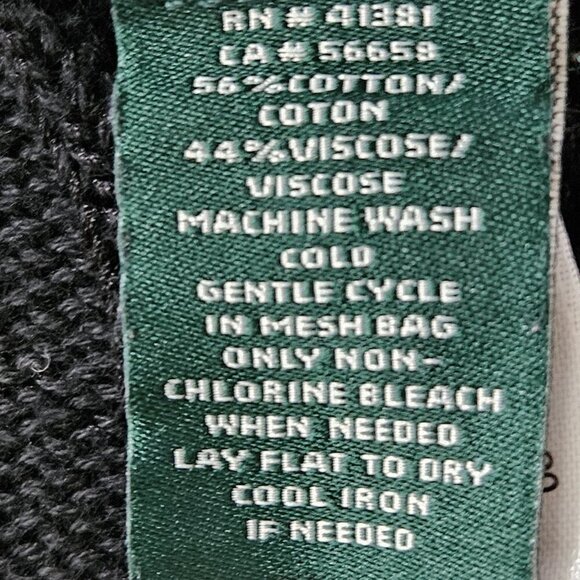 RN # 41381
CA # 56658
56%COTTON/
COTON
44%VISCOSE/
VISCOSE
MACHINE WASH
COLD
GENTLE CYCLE
IN MESH BAG
ONLY NON-
CHLORINE BLEACH
WHEN NEEDED
LAY FLAT TO DRY
COOL IRON
IF NEEDED